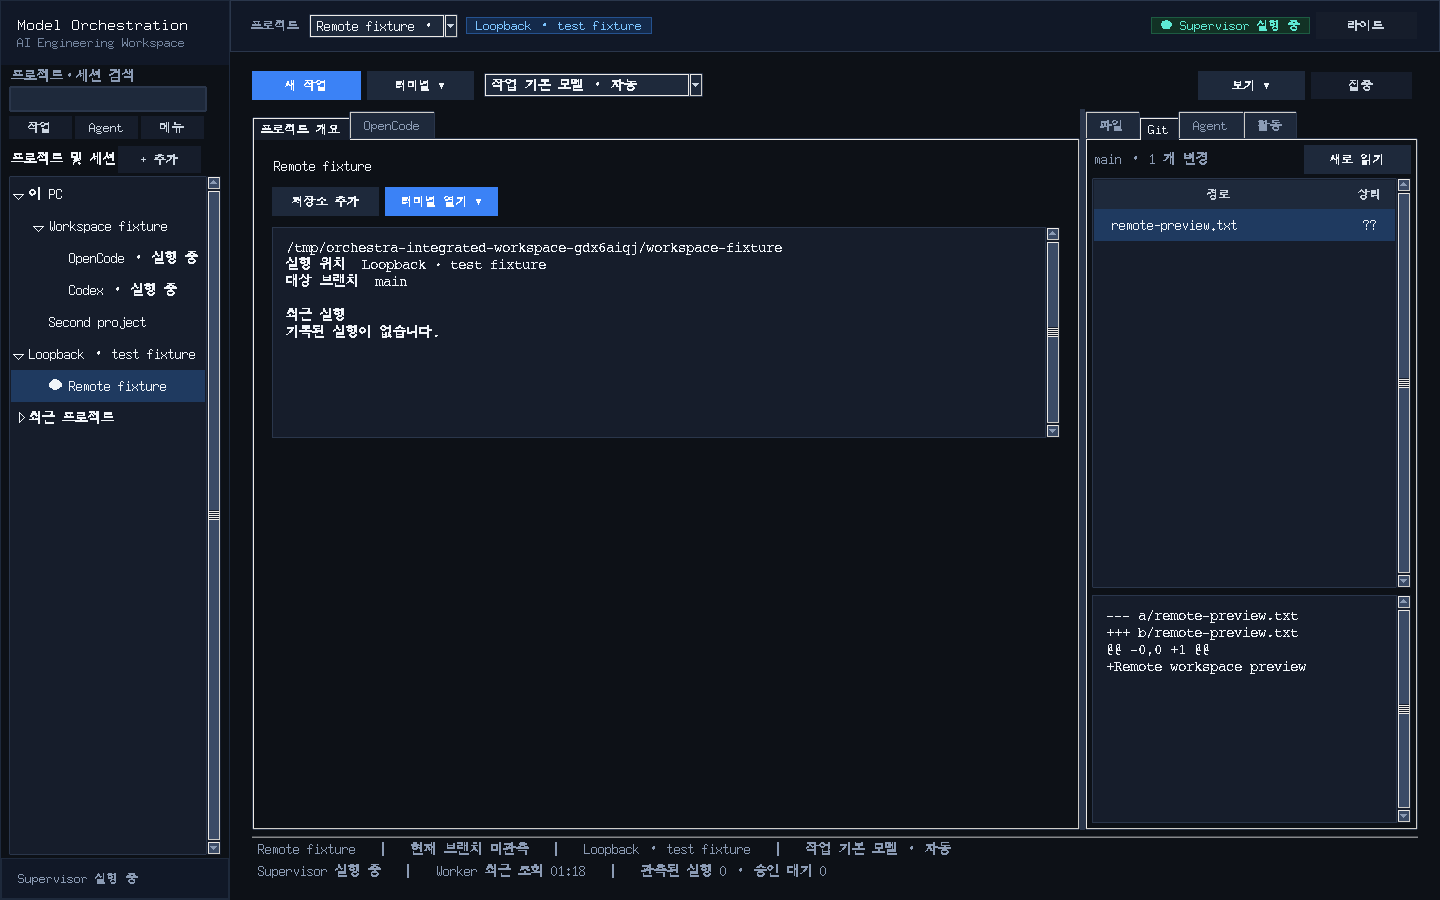 Model Orchestration
AI Engineering Workspace
프로젝트·세션 검색
작업 Agent 메뉴
프로젝트 및 세션 + 추가
이 PC
Workspace fixture
OpenCode · 실행 중
Codex · 실행 중
Second project
Loopback · test fixture
Remote fixture
최근 프로젝트
Supervisor 실행 중
프로젝트 Remote fixture · Loopback · test fixture
Supervisor 실행 중 라이트
새 작업 터미널 ▾ 작업 기본 모델 · 자동
보기 ▾ 집중
프로젝트 개요 OpenCode
Remote fixture
저장소 추가 터미널 열기 ▾
/tmp/orchestra-integrated-workspace-gdx6aiqj/workspace-fixture
실행 위치 Loopback · test fixture
대상 브랜치 main
최근 실행
기록된 실행이 없습니다.
파일 Git Agent 활동
main · 1 개 변경 새로 읽기
경로 상태
remote-preview.txt ??
--- a/remote-preview.txt
+++ b/remote-preview.txt
@@ -0,0 +1 @@
+Remote workspace preview
Remote fixture | 현재 브랜치 미관측 | Loopback · test fixture | 작업 기본 모델 · 자동
Supervisor 실행 중 | Worker 최근 조회 01:18 | 관측된 실행 0 · 승인 대기 0